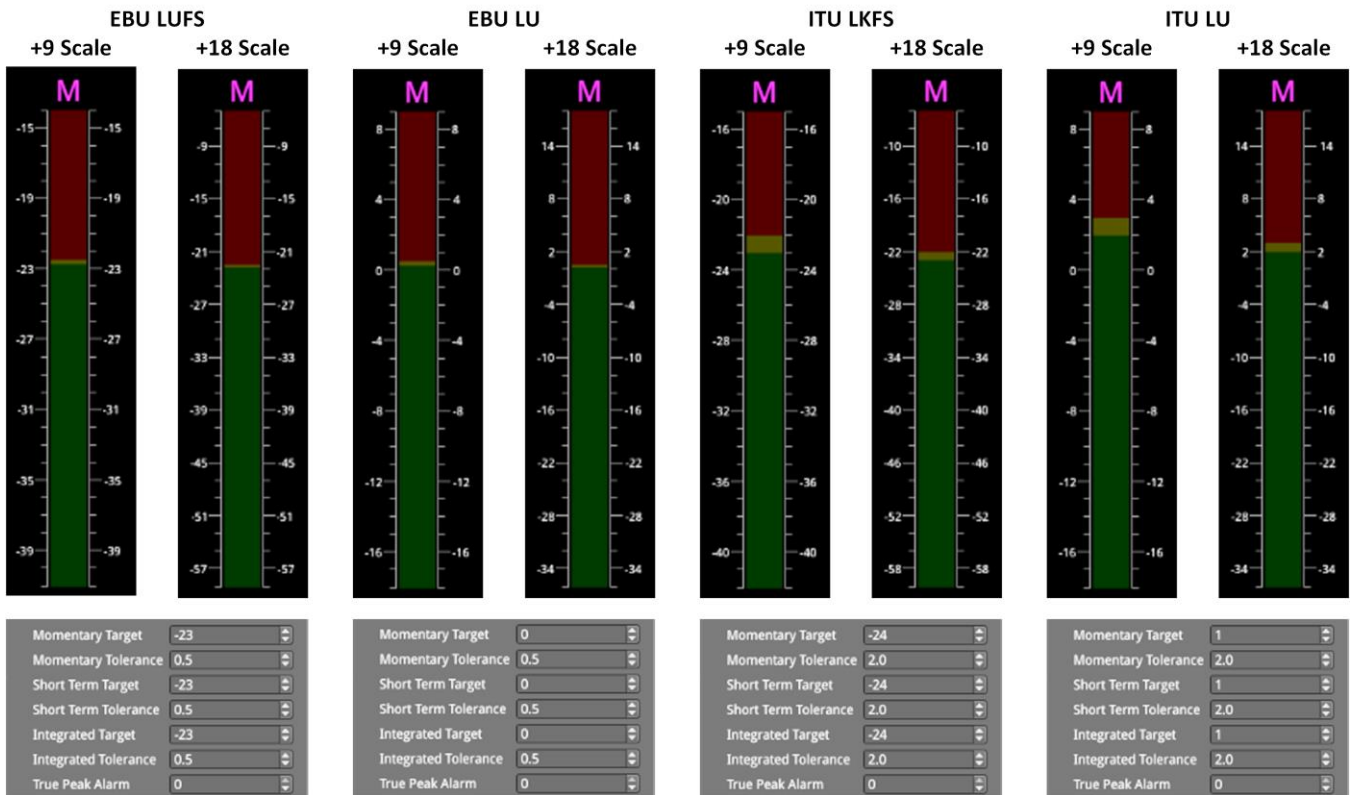 EBU LUFS EBU LU ITU LKFS ITU LU
+9 Scale +18 Scale +9 Scale +18 Scale +9 Scale +18 Scale +9 Scale +18 Scale
M M M M M M M M
-15 -15
-19 -19
-23 -23
-27 -27
-31 -31
-35 -35
-39 -39
-9 -9
-15 -15
-21 -21
-27 -27
-33 -33
-39 -39
-45 -45
-51 -51
-57 -57
8 8
4 4
0 0
-4 -4
-8 -8
-12 -12
-16 -16
14 14
8 8
2 2
-4 -4
-10 -10
-16 -16
-22 -22
-28 -28
-34 -34
-16 -16
-20 -20
-24 -24
-28 -28
-32 -32
-36 -36
-40 -40
-10 -10
-16 -16
-22 -22
-28 -28
-34 -34
-40 -40
-46 -46
-52 -52
-58 -58
8 8
4 4
0 0
-4 -4
-8 -8
-12 -12
-16 -16
14 14
8 8
2 2
-4 -4
-10 -10
-16 -16
-22 -22
-28 -28
-34 -34
Momentary Target -23
Momentary Tolerance 0.5
Short Term Target -23
Short Term Tolerance 0.5
Integrated Target -23
Integrated Tolerance 0.5
True Peak Alarm 0
Momentary Target 0
Momentary Tolerance 0.5
Short Term Target 0
Short Term Tolerance 0.5
Integrated Target 0
Integrated Tolerance 0.5
True Peak Alarm 0
Momentary Target -24
Momentary Tolerance 2.0
Short Term Target -24
Short Term Tolerance 2.0
Integrated Target -24
Integrated Tolerance 2.0
True Peak Alarm 0
Momentary Target 1
Momentary Tolerance 2.0
Short Term Target 1
Short Term Tolerance 2.0
Integrated Target 1
Integrated Tolerance 2.0
True Peak Alarm 0